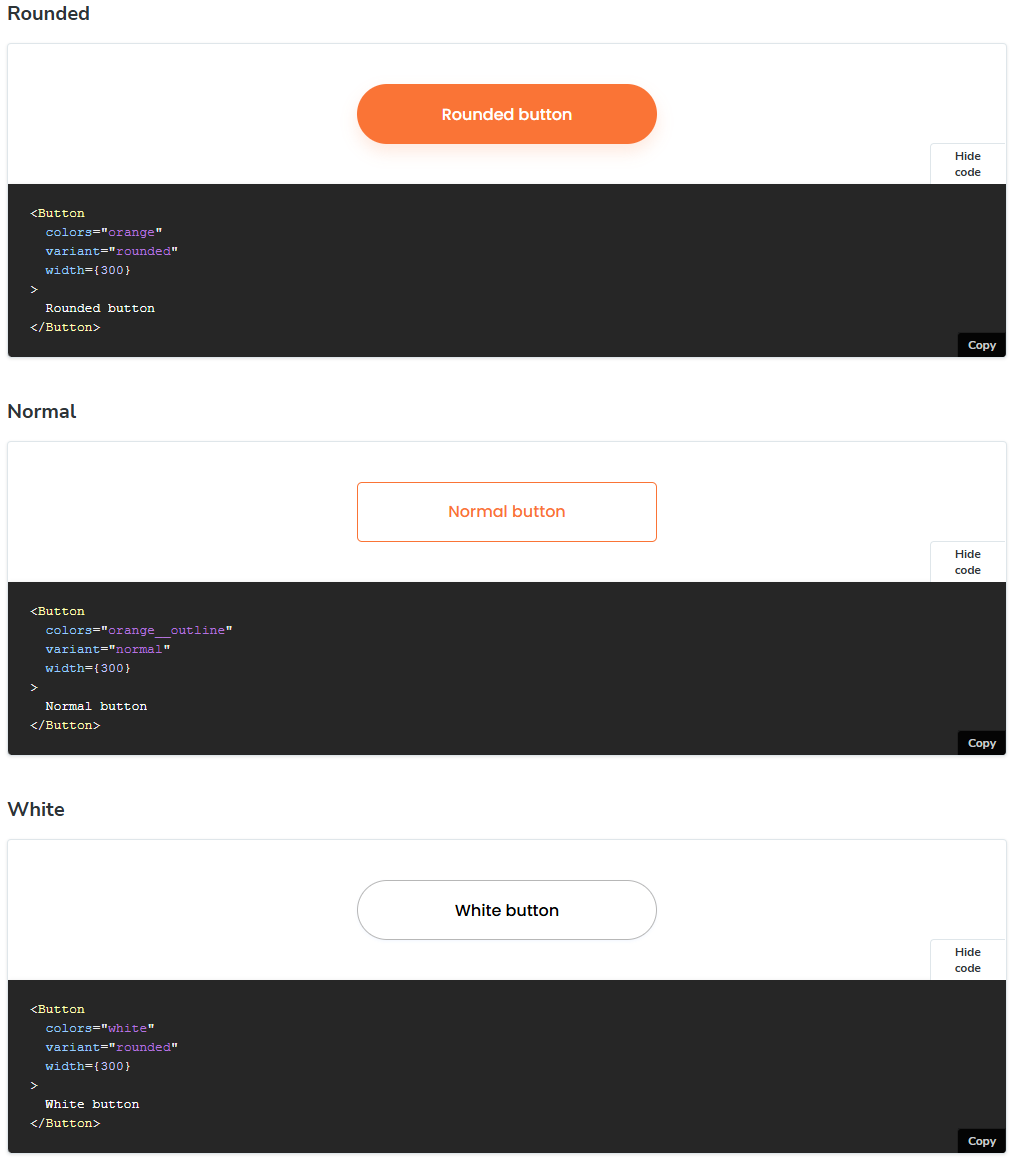 Rounded
Rounded button
Hide
code
<Button
  colors="orange"
  variant="rounded"
  width={300}
>
  Rounded button
</Button>
Copy
Normal
Normal button
Hide
code
<Button
  colors="orange__outline"
  variant="normal"
  width={300}
>
  Normal button
</Button>
Copy
White
White button
Hide
code
<Button
  colors="white"
  variant="rounded"
  width={300}
>
  White button
</Button>
Copy